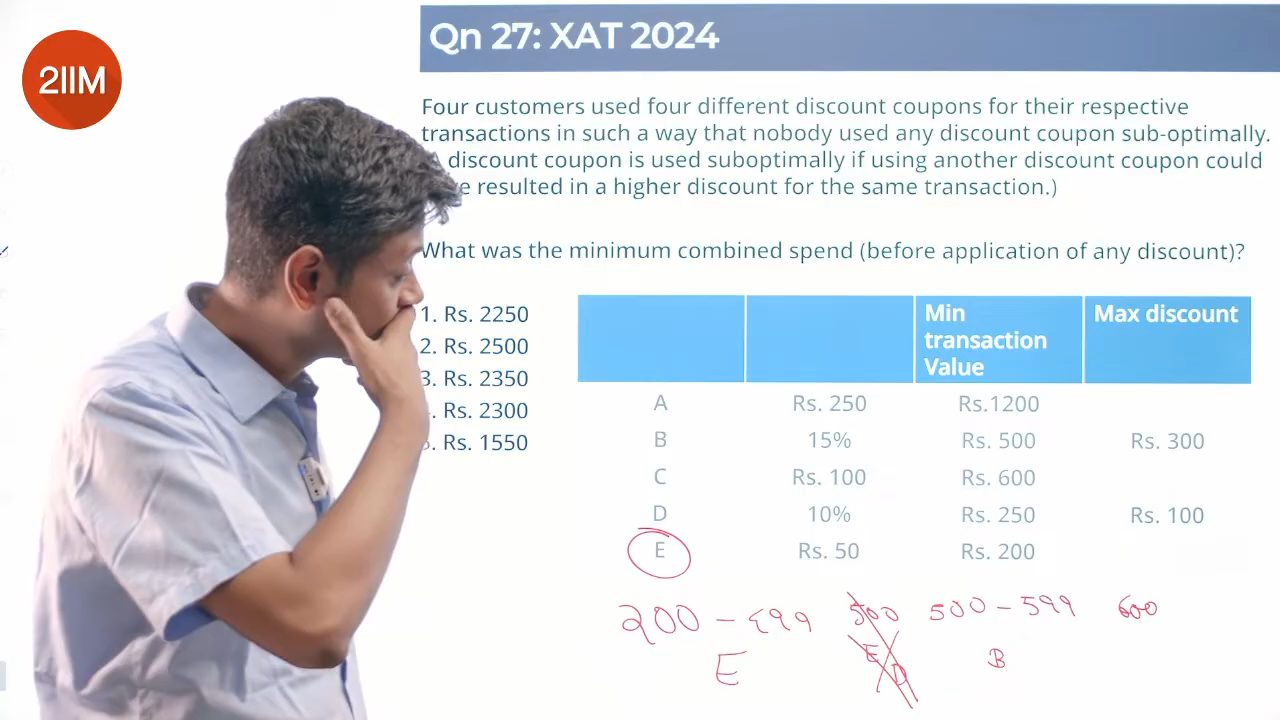 Qn 27: XAT 2024
2IIM
Four customers used four different discount coupons for their respective
transactions in such a way that nobody used any discount coupon sub-optimally.
discount coupon is used suboptimally if using another discount coupon could
resulted in a higher discount for the same transaction.)
What was the minimum combined spend (before application of any discount)?
1. Rs. 2250
2. Rs. 2500
3. Rs. 2350
. Rs. 2300
. Rs. 1550
Min transaction Value Max discount
A Rs. 250 Rs.1200
B 15% Rs. 500 Rs. 300
C Rs. 100 Rs. 600
D 10% Rs. 250 Rs. 100
E Rs. 50 Rs. 200
200 - 499 500 500 - 599 600
E E D B